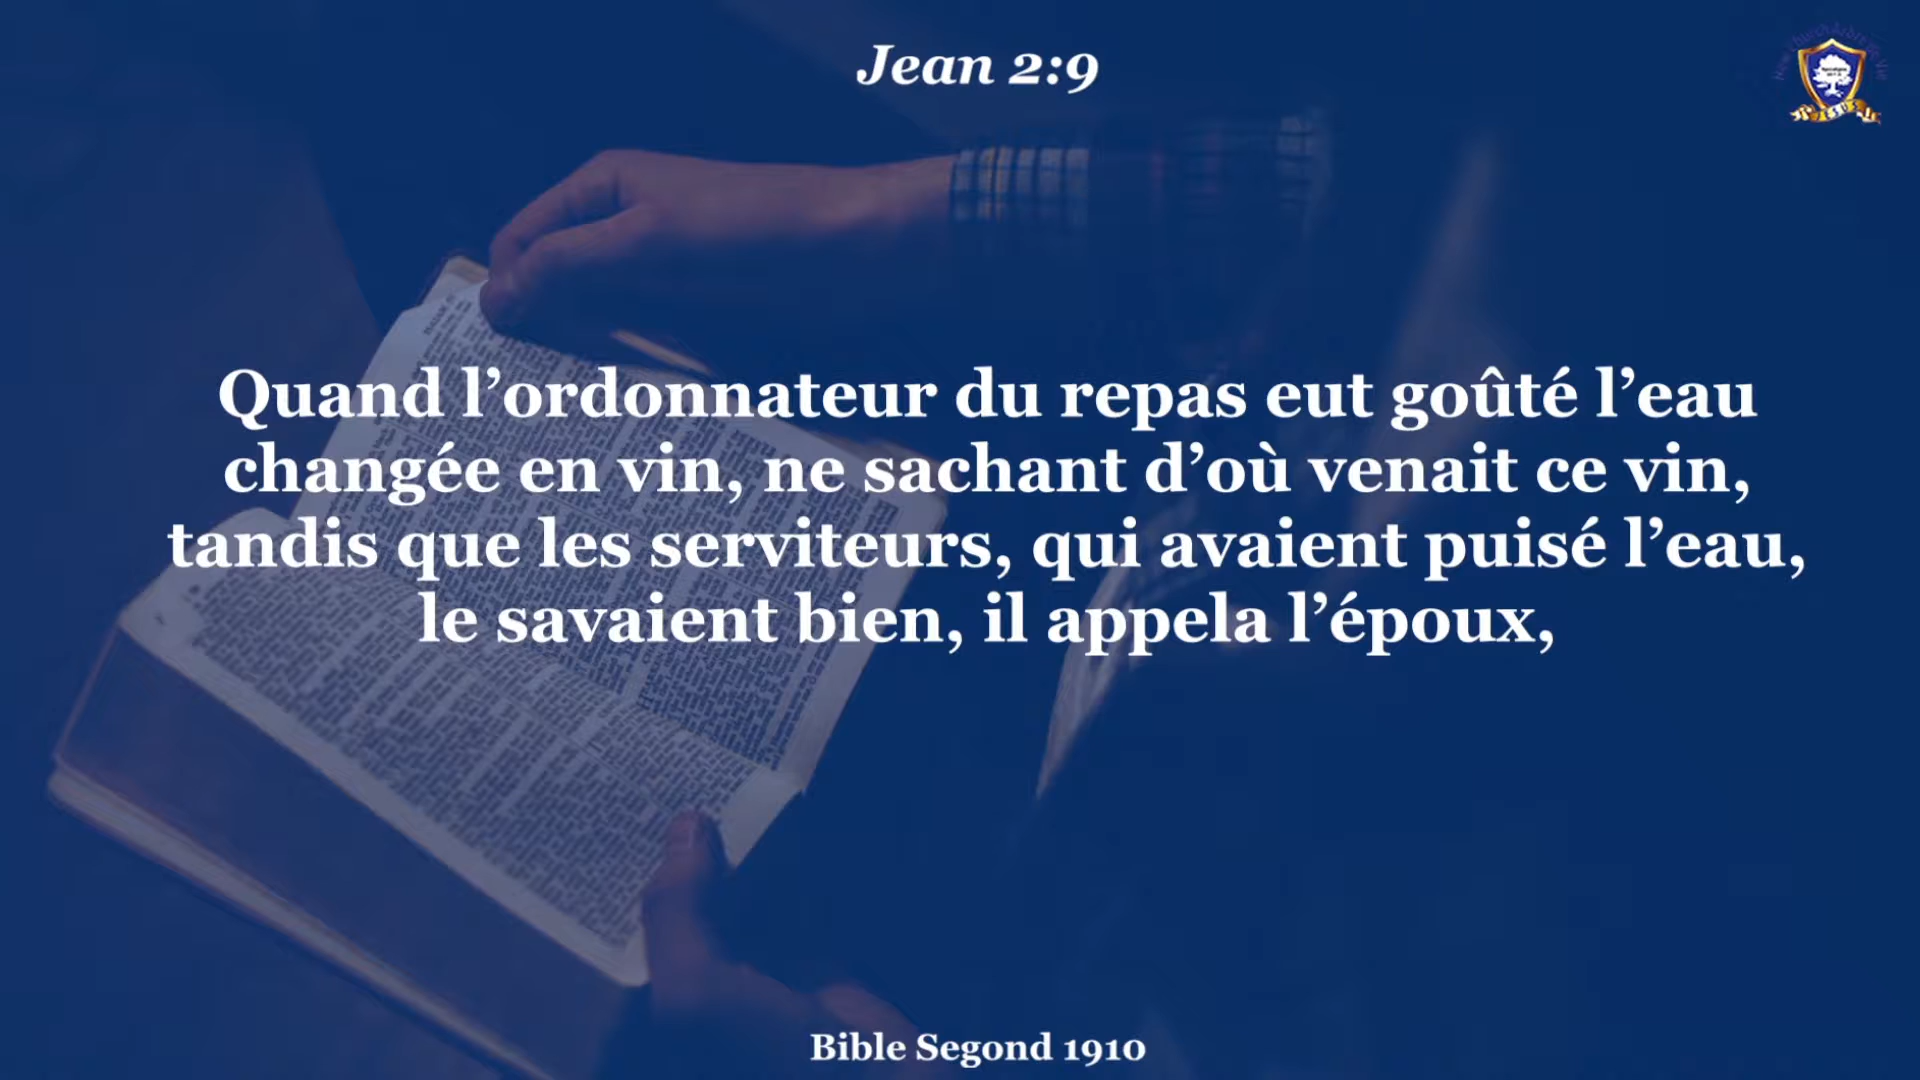 Jean 2:9
Quand l’ordonnateur du repas eut goûté l’eau
changée en vin, ne sachant d’où venait ce vin,
tandis que les serviteurs, qui avaient puisé l’eau,
le savaient bien, il appela l’époux,
Bible Segond 1910
JESUS